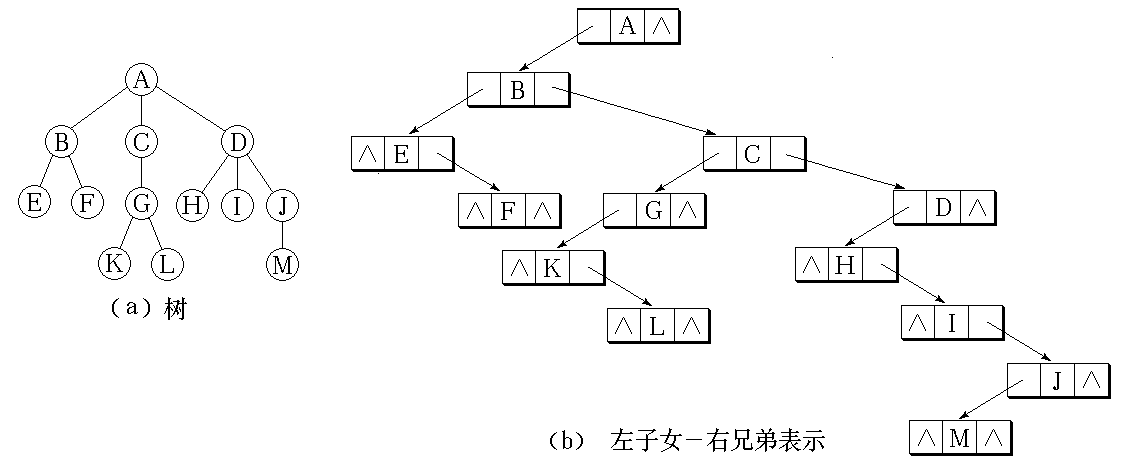 A
B C D
E F G H I J
K L M
(a)树
A ∧
B
∧ E
C
∧ F ∧
G ∧
D ∧
∧ K
∧ H
∧ L ∧
∧ I
J ∧
∧ M ∧
(b) 左子女－右兄弟表示